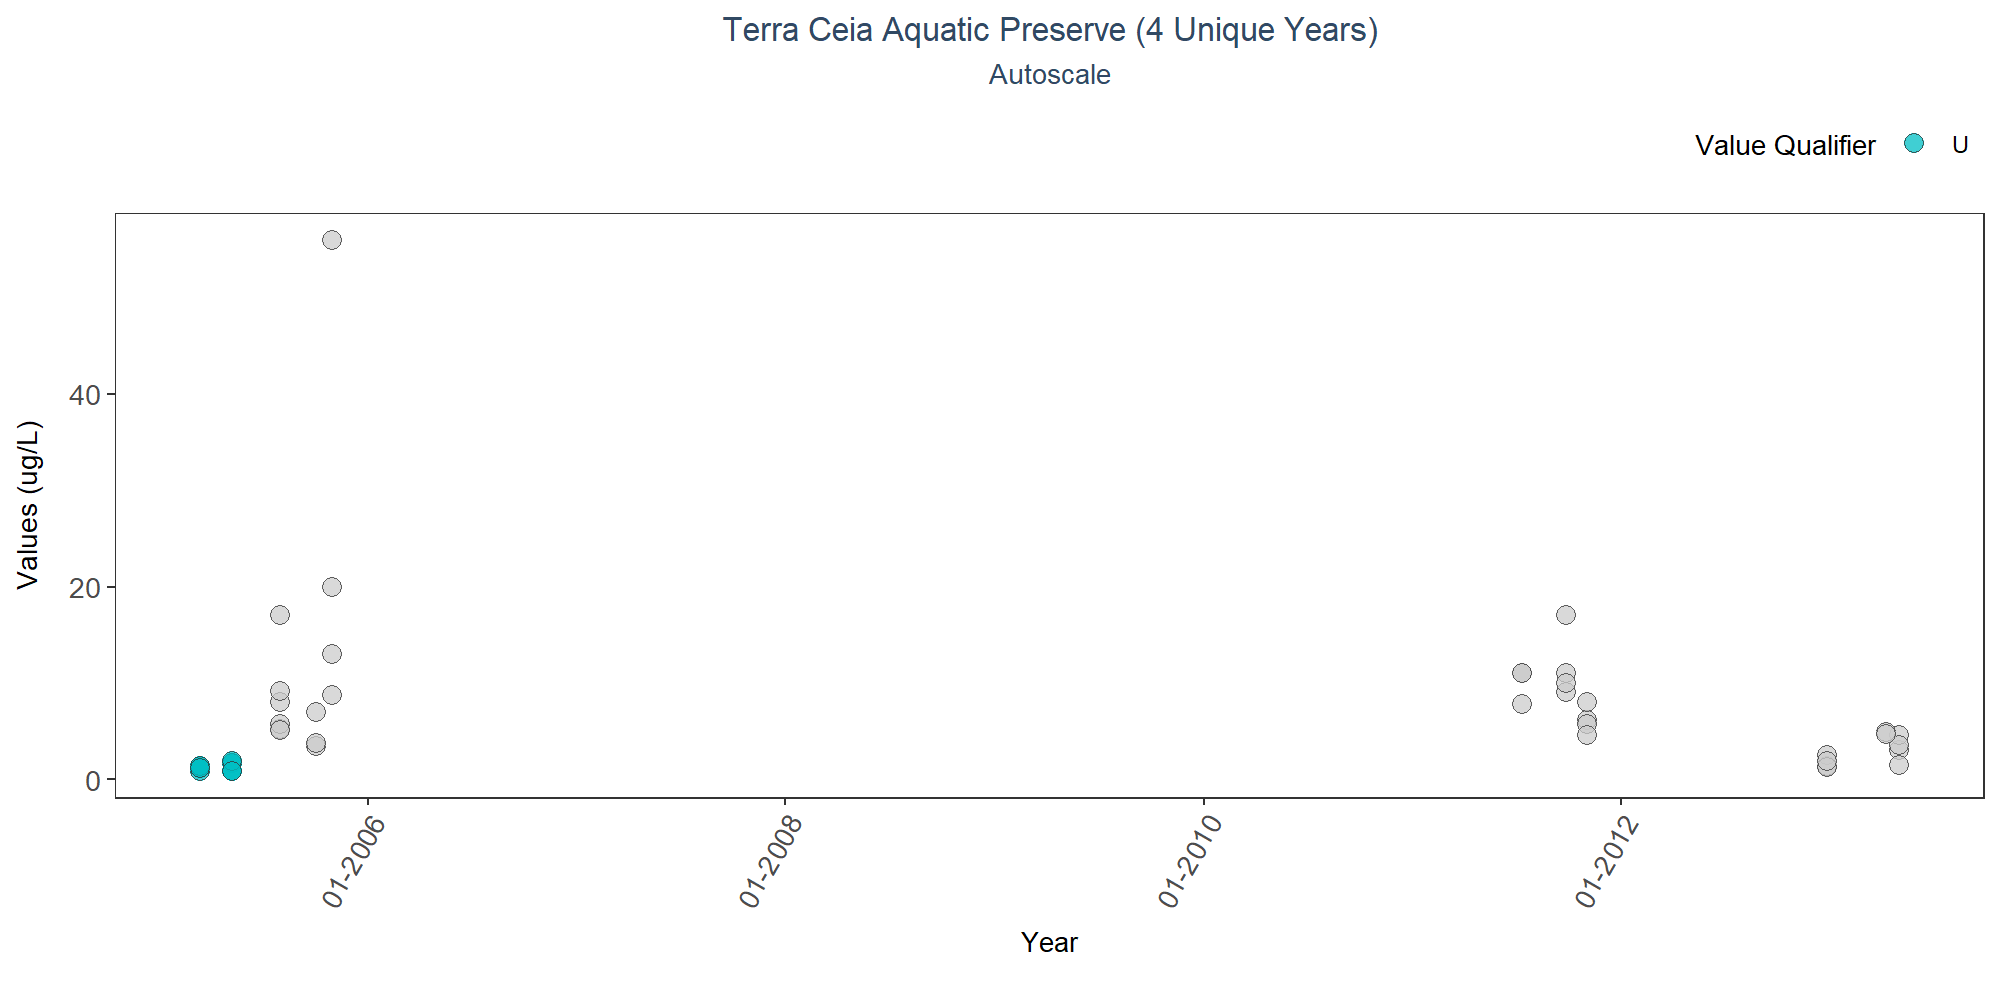 Terra Ceia Aquatic Preserve (4 Unique Years)
Autoscale
Value Qualifier U
Values (ug/L)
40
20
0
01-2006 01-2008 01-2010 01-2012
Year